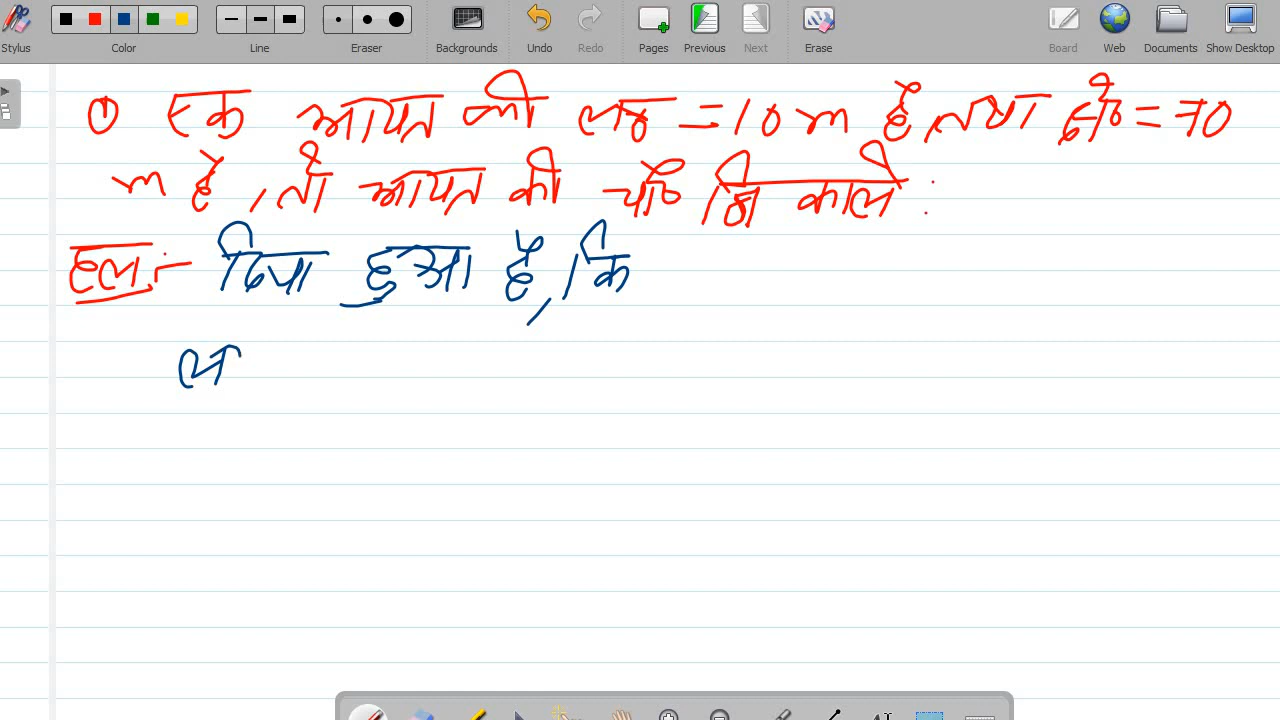 Stylus Color Line Eraser Backgrounds Undo Redo Pages Previous Next Erase Board Web Documents Show Desktop
① एक आयत की ल॰ = 10 m है, तथा क्षे॰ = 70
m है, तो आयत की चौ॰ निकाले :
हल :- दिया हुआ है, कि
ल